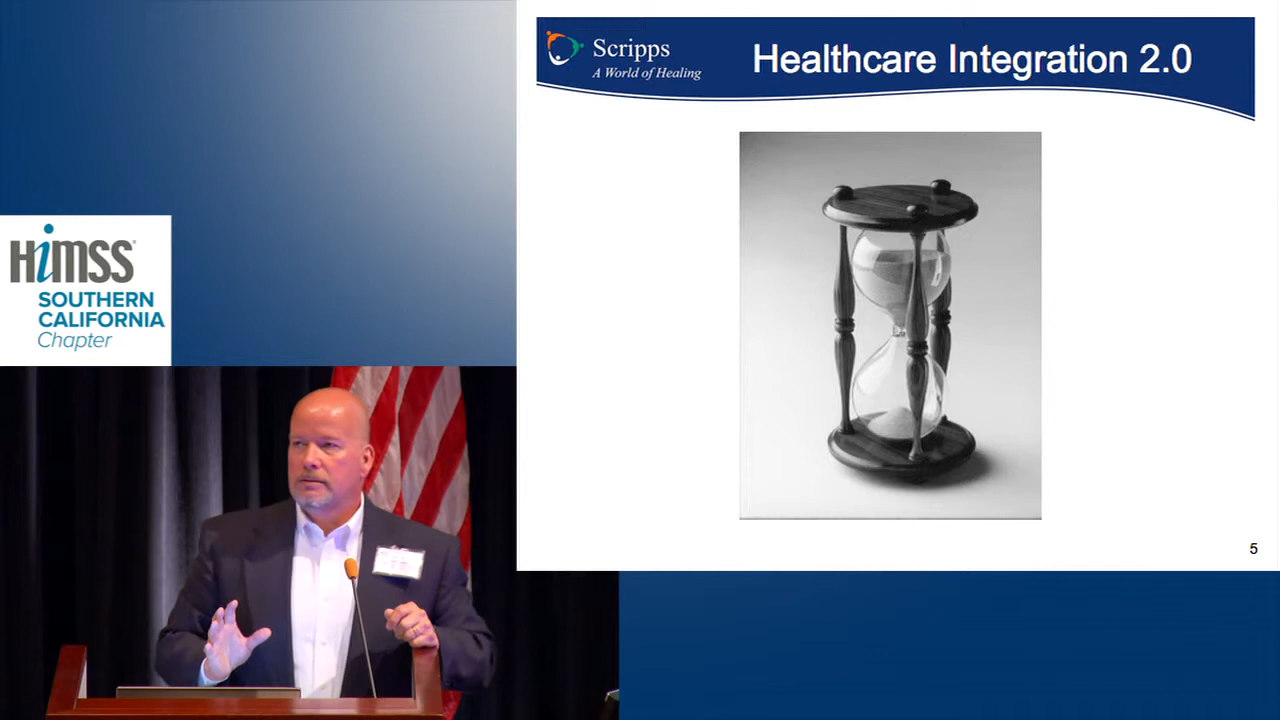 Scripps
A World of Healing
Healthcare Integration 2.0
HiMSS
SOUTHERN
CALIFORNIA
Chapter
5